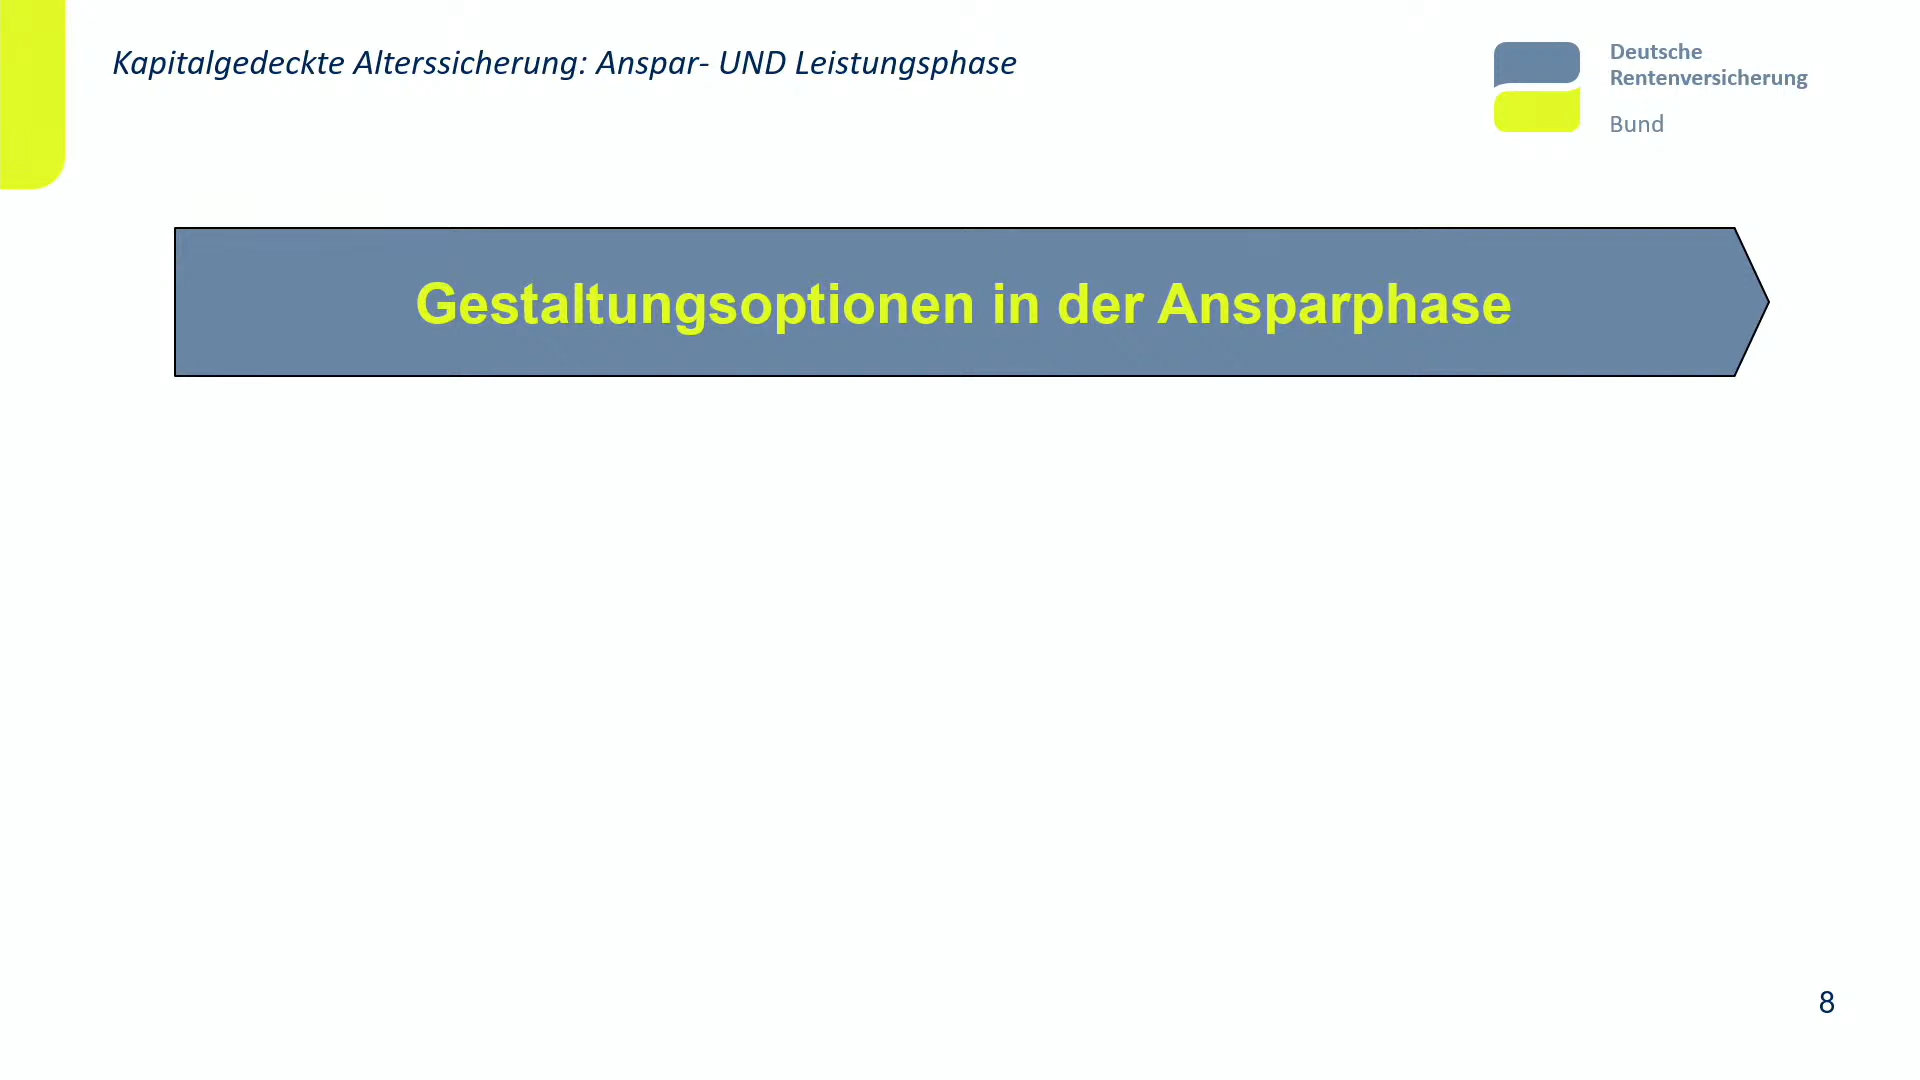 Kapitalgedeckte Alterssicherung: Anspar- UND Leistungsphase
Deutsche
Rentenversicherung
Bund
Gestaltungsoptionen in der Ansparphase
8